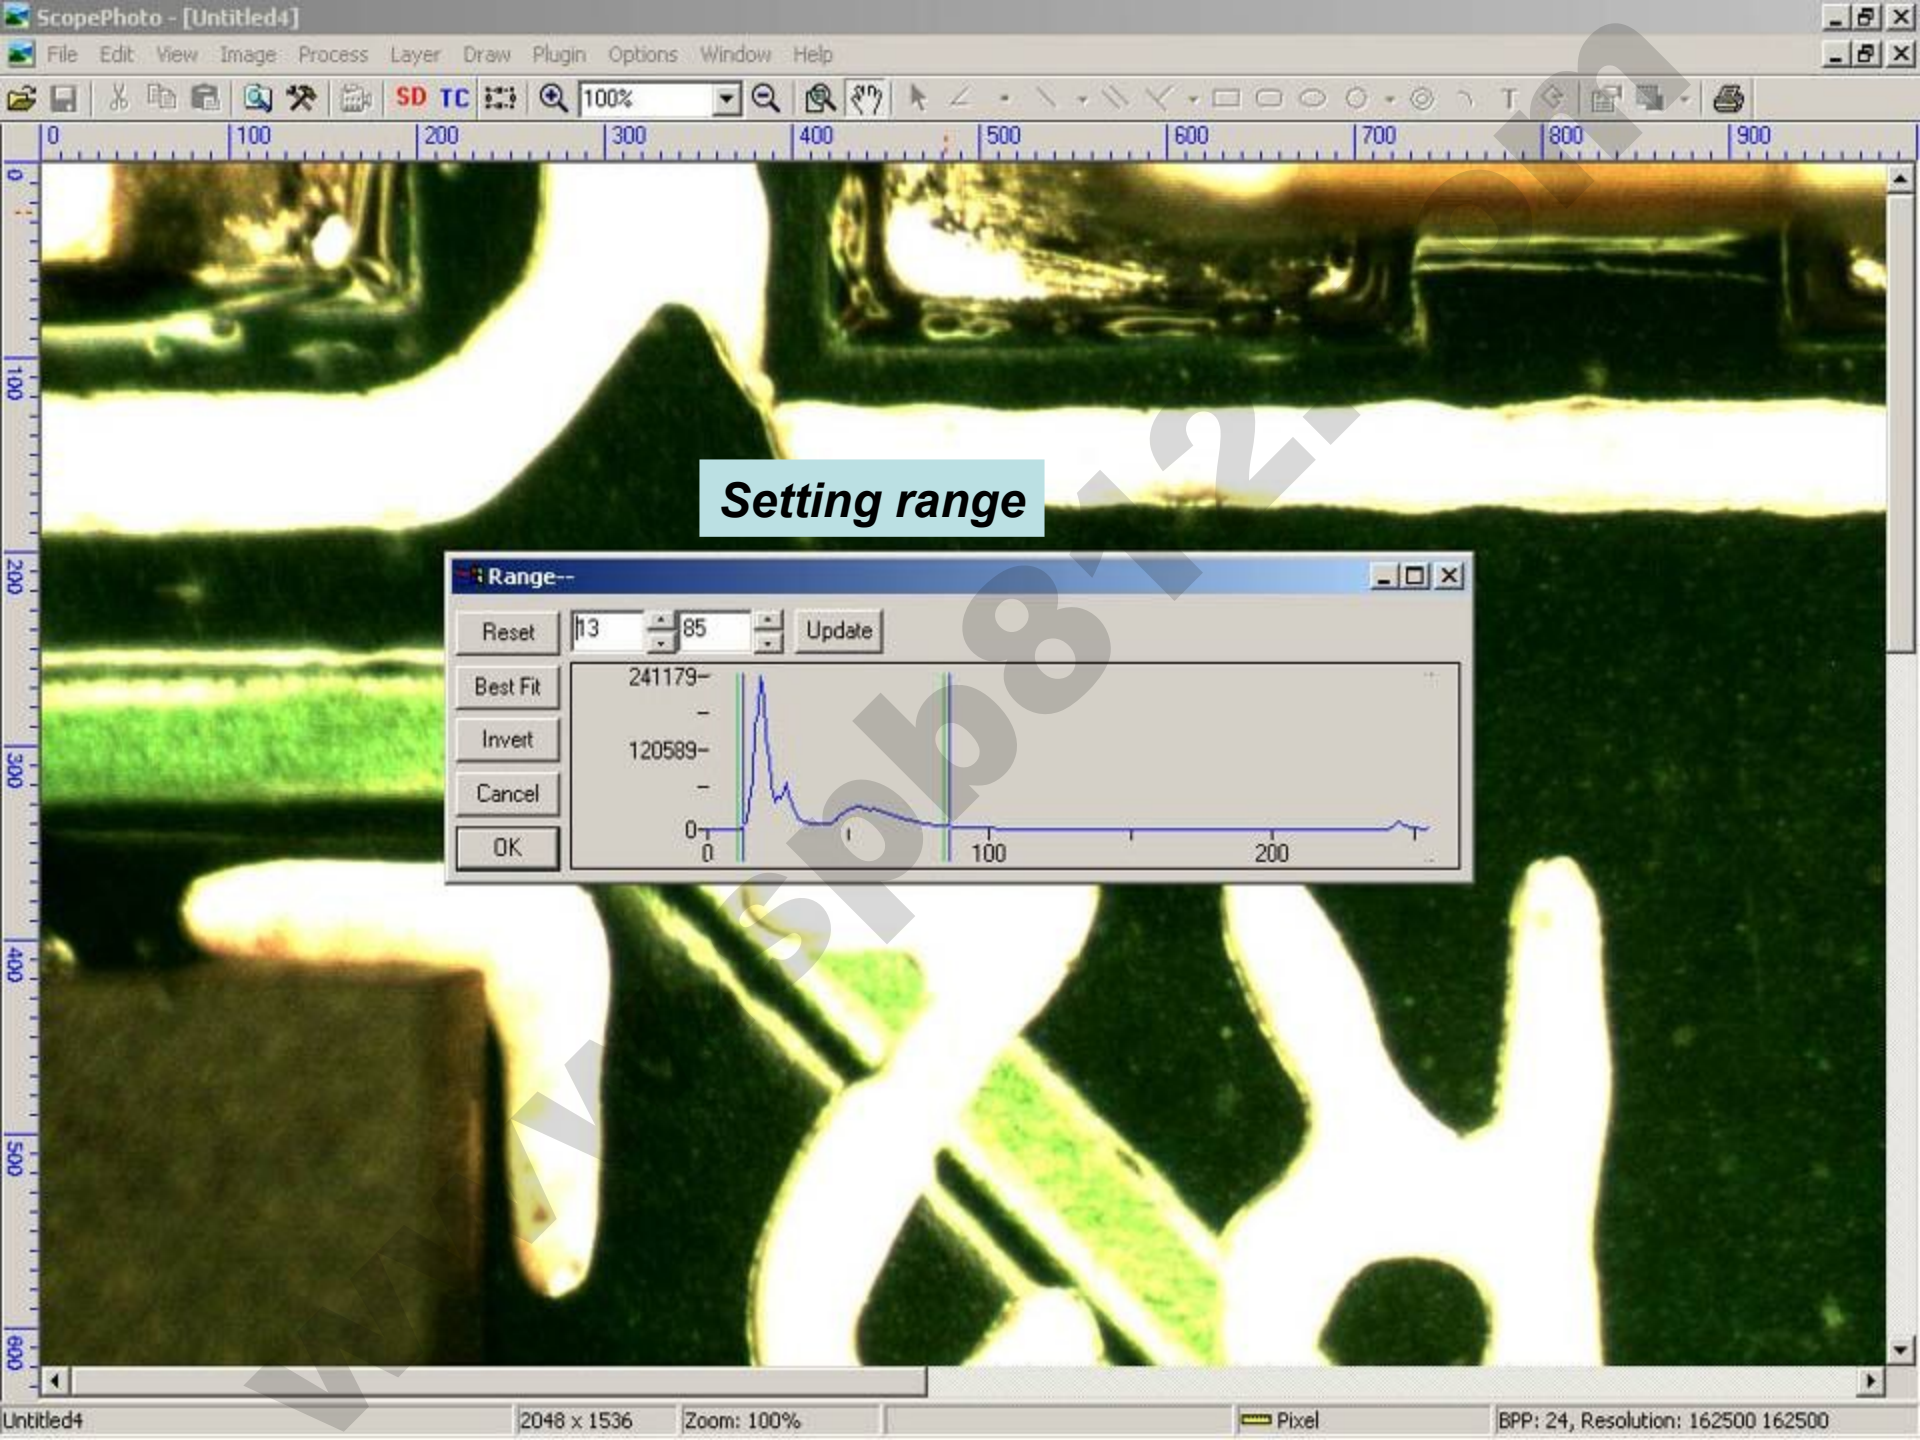 ScopePhoto - [Untitled4]
File Edit View Image Process Layer Draw Plugin Options Window Help
SD TC 100% T
0 100 200 300 400 500 600 700 800 900
0
100
200
300
400
500
600
Setting range
Range--
Reset 13 85 Update
Best Fit
Invert
Cancel
OK
241179
120589
0
0 100 200
www.spb812.com
Untitled4 2048 x 1536 Zoom: 100% Pixel BPP: 24, Resolution: 162500 162500